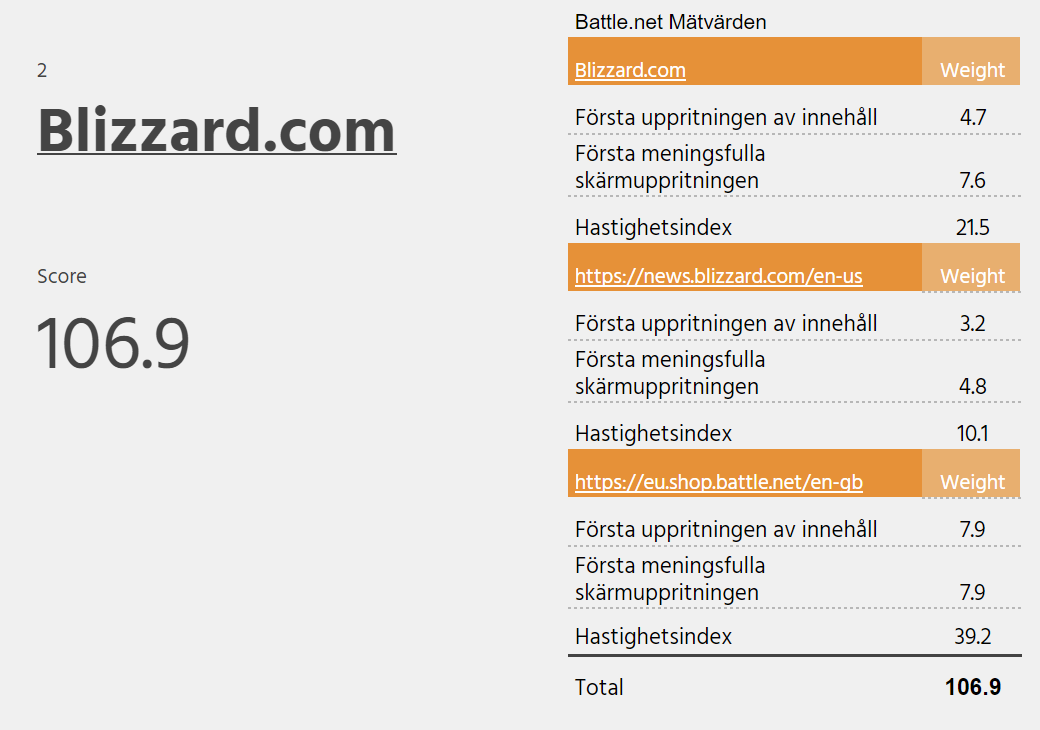 2
Blizzard.com
Score
106.9
Battle.net Mätvärden
Blizzard.com Weight
Första uppritningen av innehåll 4.7
Första meningsfulla
skärmuppritningen 7.6
Hastighetsindex 21.5
https://news.blizzard.com/en-us Weight
Första uppritningen av innehåll 3.2
Första meningsfulla
skärmuppritningen 4.8
Hastighetsindex 10.1
https://eu.shop.battle.net/en-gb Weight
Första uppritningen av innehåll 7.9
Första meningsfulla
skärmuppritningen 7.9
Hastighetsindex 39.2
Total 106.9